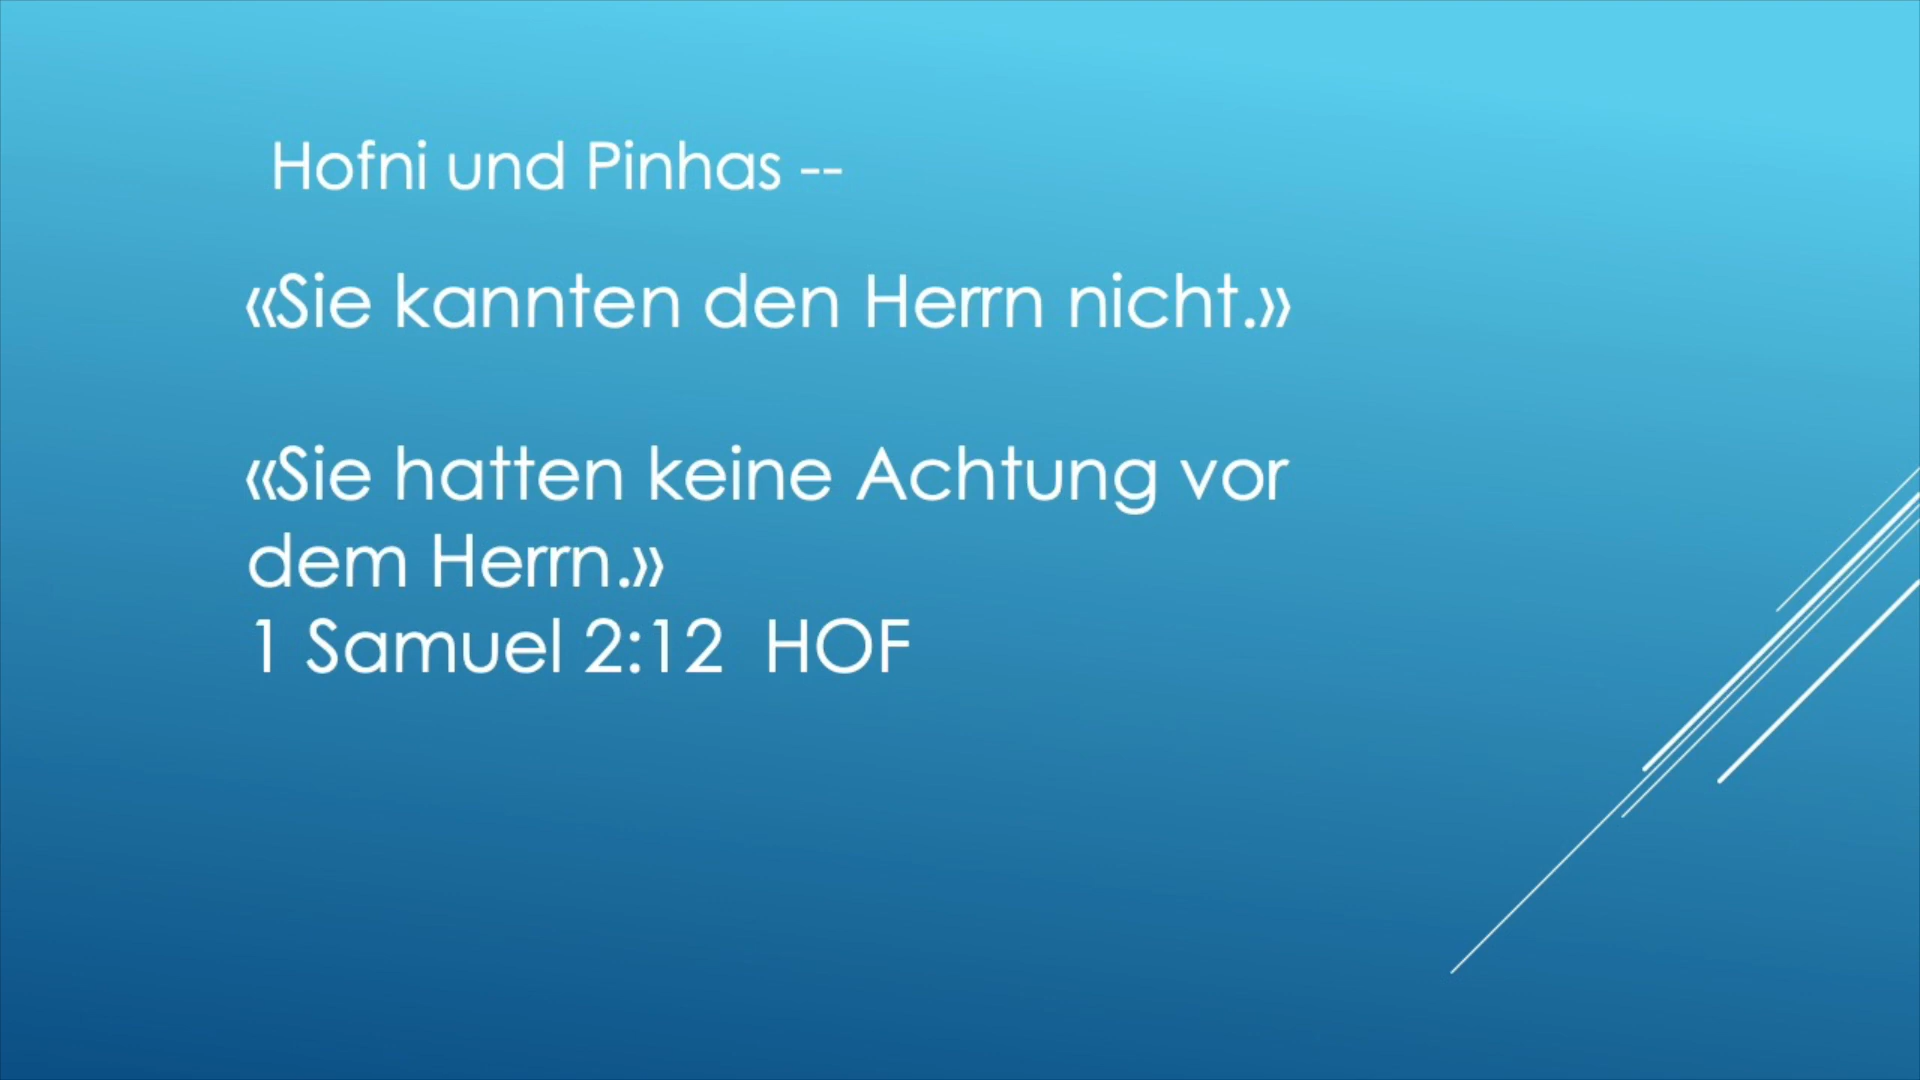 Hofni und Pinhas --
«Sie kannten den Herrn nicht.»
«Sie hatten keine Achtung vor
dem Herrn.»
1 Samuel 2:12  HOF